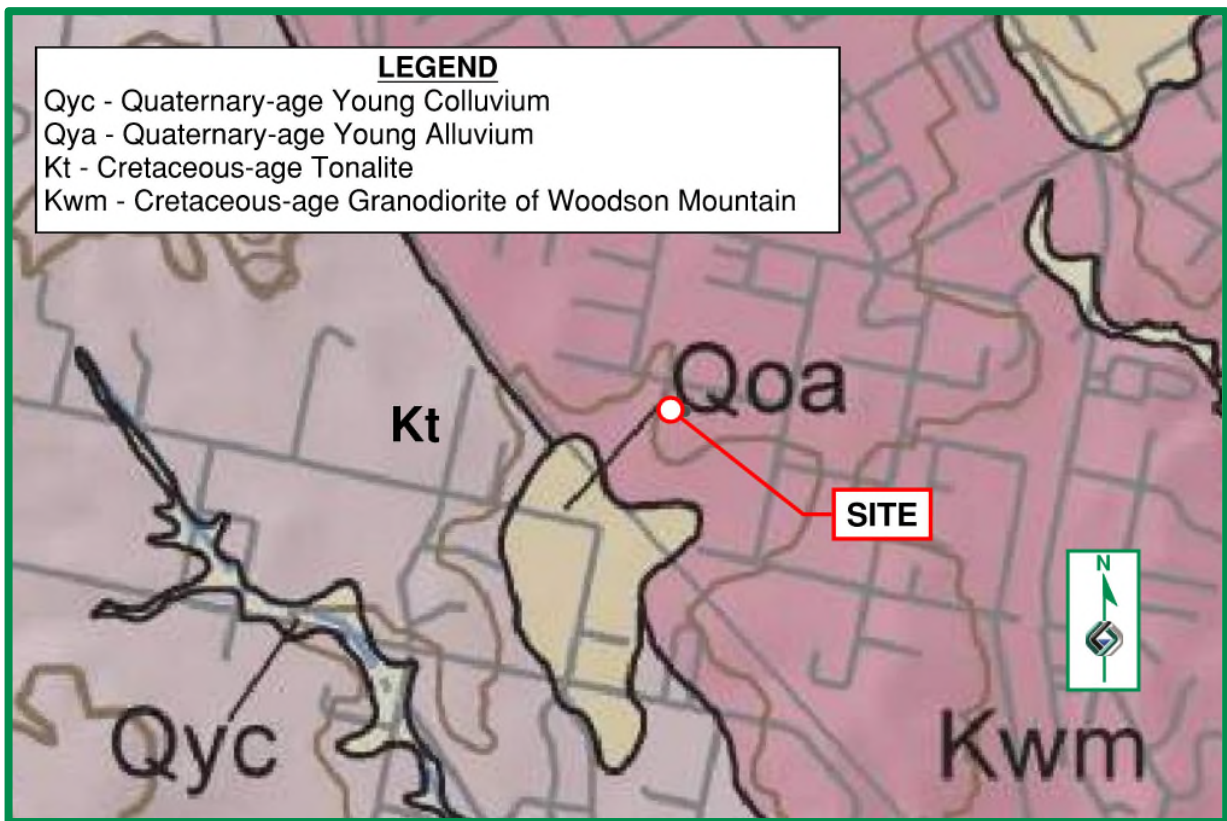 LEGEND
Qyc - Quaternary-age Young Colluvium
Qya - Quaternary-age Young Alluvium
Kt - Cretaceous-age Tonalite
Kwm - Cretaceous-age Granodiorite of Woodson Mountain
Qoa
Kt
SITE
N
Qyc
Kwm